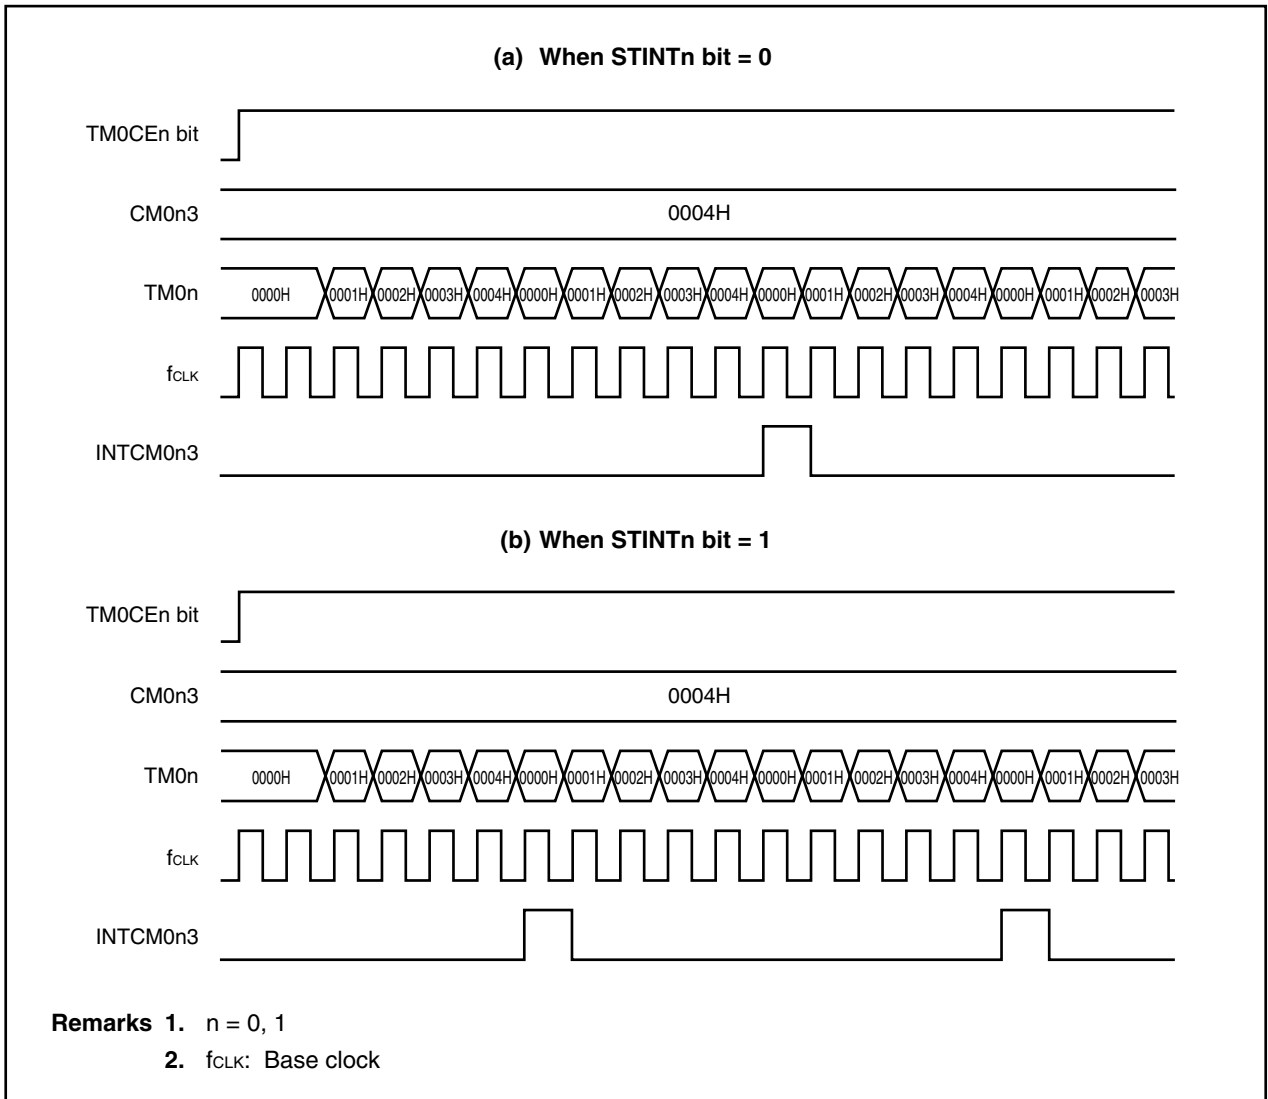 (a) When STINTn bit = 0
TM0CEn bit
CM0n3 0004H
TM0n 0000H 0001H 0002H 0003H 0004H 0000H 0001H 0002H 0003H 0004H 0000H 0001H 0002H 0003H 0004H 0000H 0001H 0002H 0003H
fCLK
INTCM0n3
(b) When STINTn bit = 1
TM0CEn bit
CM0n3 0004H
TM0n 0000H 0001H 0002H 0003H 0004H 0000H 0001H 0002H 0003H 0004H 0000H 0001H 0002H 0003H 0004H 0000H 0001H 0002H 0003H
fCLK
INTCM0n3
Remarks 1. n = 0, 1
2. fCLK: Base clock